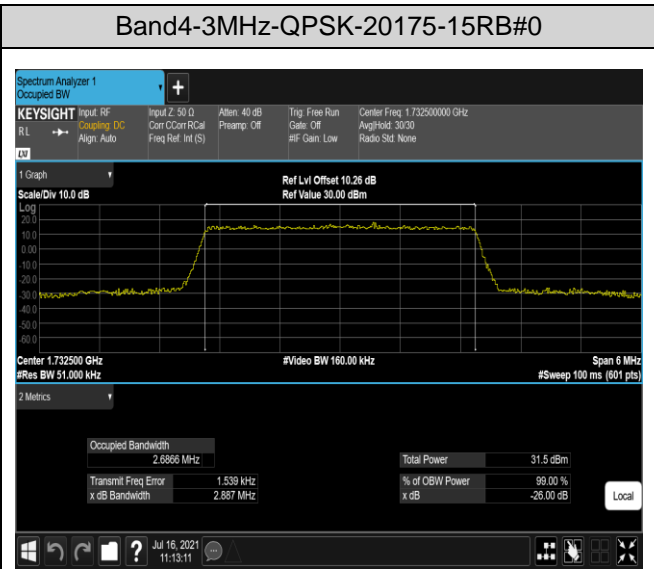 Band4-3MHz-QPSK-20175-15RB#0
Spectrum Analyzer 1
Occupied BW
+
KEYSIGHT Input: RF Input Z: 50 Ω Atten: 40 dB Trig: Free Run Center Freq: 1.732500000 GHz
RL Coupling: DC Corr CCorr RCal Preamp: Off Gate: Off Avg|Hold: 30/30
Align: Auto Freq Ref: Int (S) #IF Gain: Low Radio Std: None
LXI
1 Graph Ref Lvl Offset 10.26 dB
Scale/Div 10.0 dB Ref Value 30.00 dBm
Log
20.0
10.0
0.00
-10.0
-20.0
-30.0
-40.0
-50.0
-60.0
Center 1.732500 GHz #Video BW 160.00 kHz Span 6 MHz
#Res BW 51.000 kHz #Sweep 100 ms (601 pts)
2 Metrics
Occupied Bandwidth
2.6866 MHz Total Power 31.5 dBm
Transmit Freq Error 1.539 kHz % of OBW Power 99.00 %
x dB Bandwidth 2.887 MHz x dB -26.00 dB
Local
? Jul 16, 2021
11:13:11